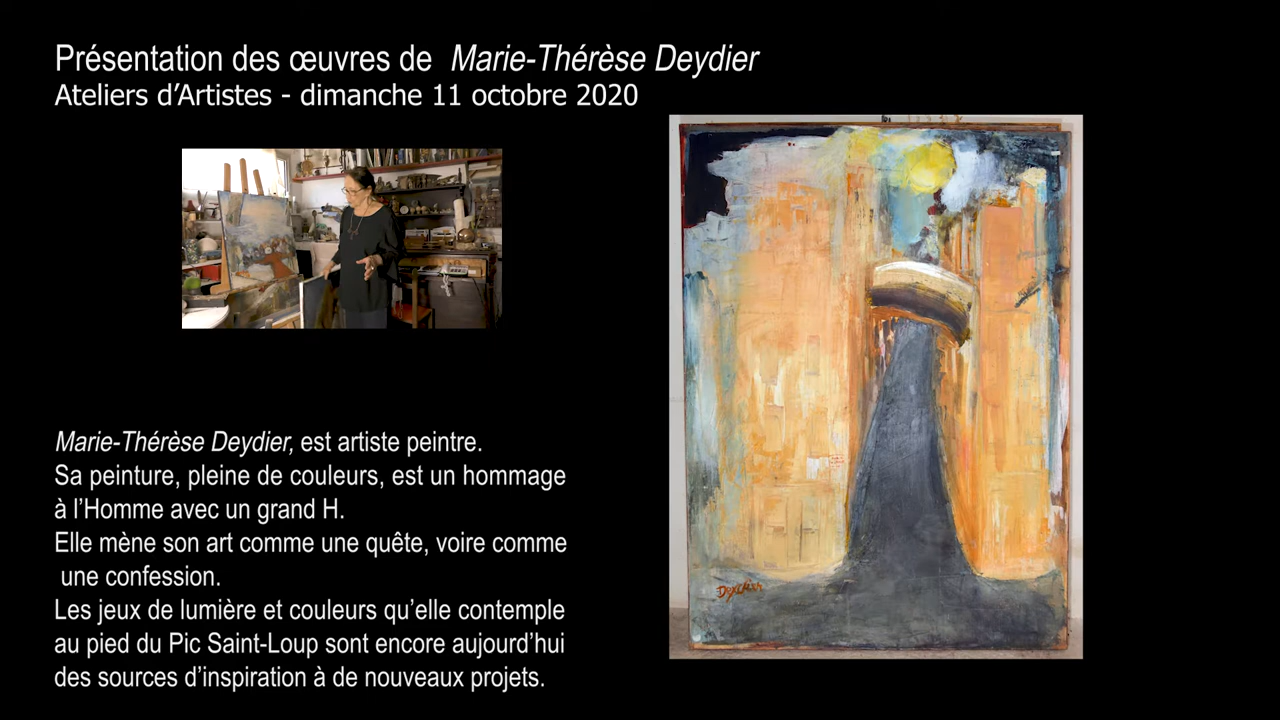 Présentation des œuvres de Marie-Thérèse Deydier
Ateliers d’Artistes - dimanche 11 octobre 2020
Marie-Thérèse Deydier, est artiste peintre.
Sa peinture, pleine de couleurs, est un hommage
à l’Homme avec un grand H.
Elle mène son art comme une quête, voire comme
une confession.
Les jeux de lumière et couleurs qu’elle contemple
au pied du Pic Saint-Loup sont encore aujourd’hui
des sources d’inspiration à de nouveaux projets.